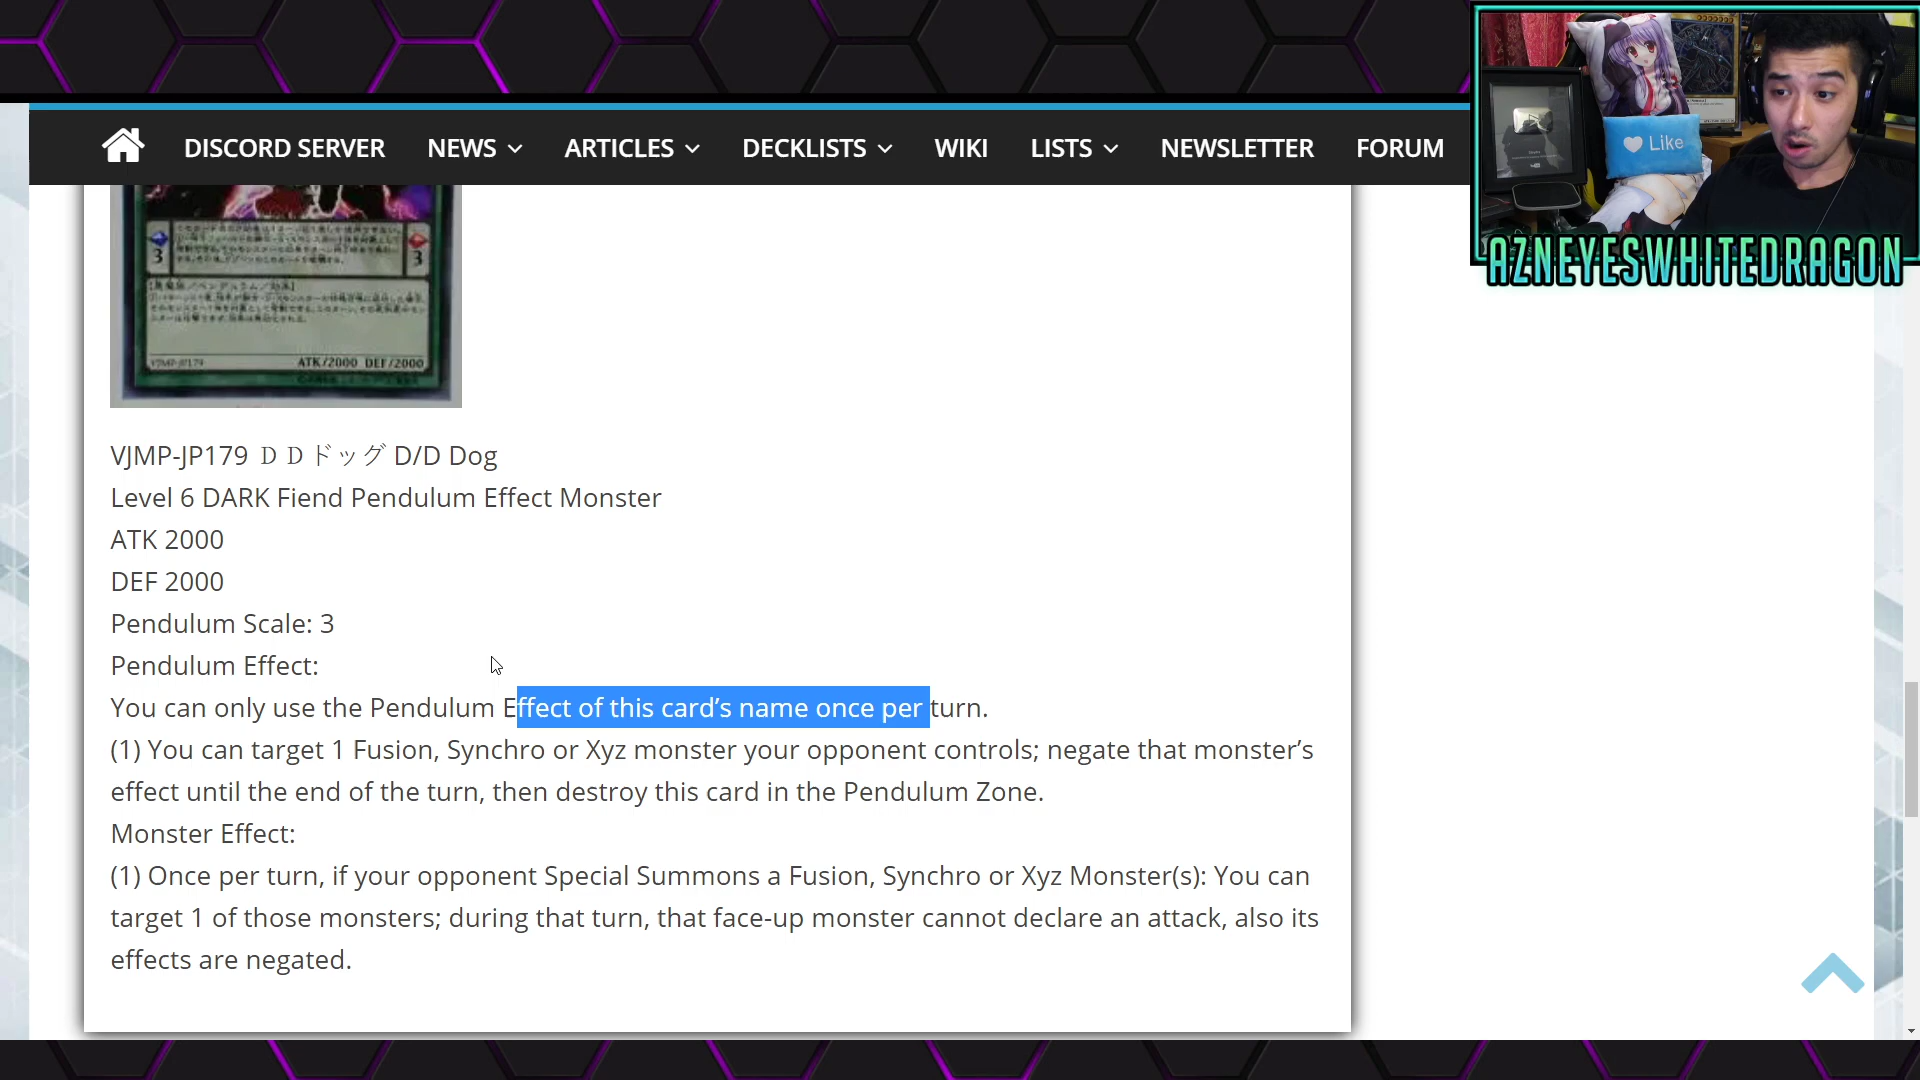 DISCORD SERVER NEWS ARTICLES DECKLISTS WIKI LISTS NEWSLETTER FORUM
Like
AZNEYESWHITEDRAGON
3 3
VJMP-JP179 ATK/2000 DEF/2000
VJMP-JP179 ＤＤドッグ D/D Dog
Level 6 DARK Fiend Pendulum Effect Monster
ATK 2000
DEF 2000
Pendulum Scale: 3
Pendulum Effect:
You can only use the Pendulum Effect of this card’s name once per turn.
(1) You can target 1 Fusion, Synchro or Xyz monster your opponent controls; negate that monster’s
effect until the end of the turn, then destroy this card in the Pendulum Zone.
Monster Effect:
(1) Once per turn, if your opponent Special Summons a Fusion, Synchro or Xyz Monster(s): You can
target 1 of those monsters; during that turn, that face-up monster cannot declare an attack, also its
effects are negated.